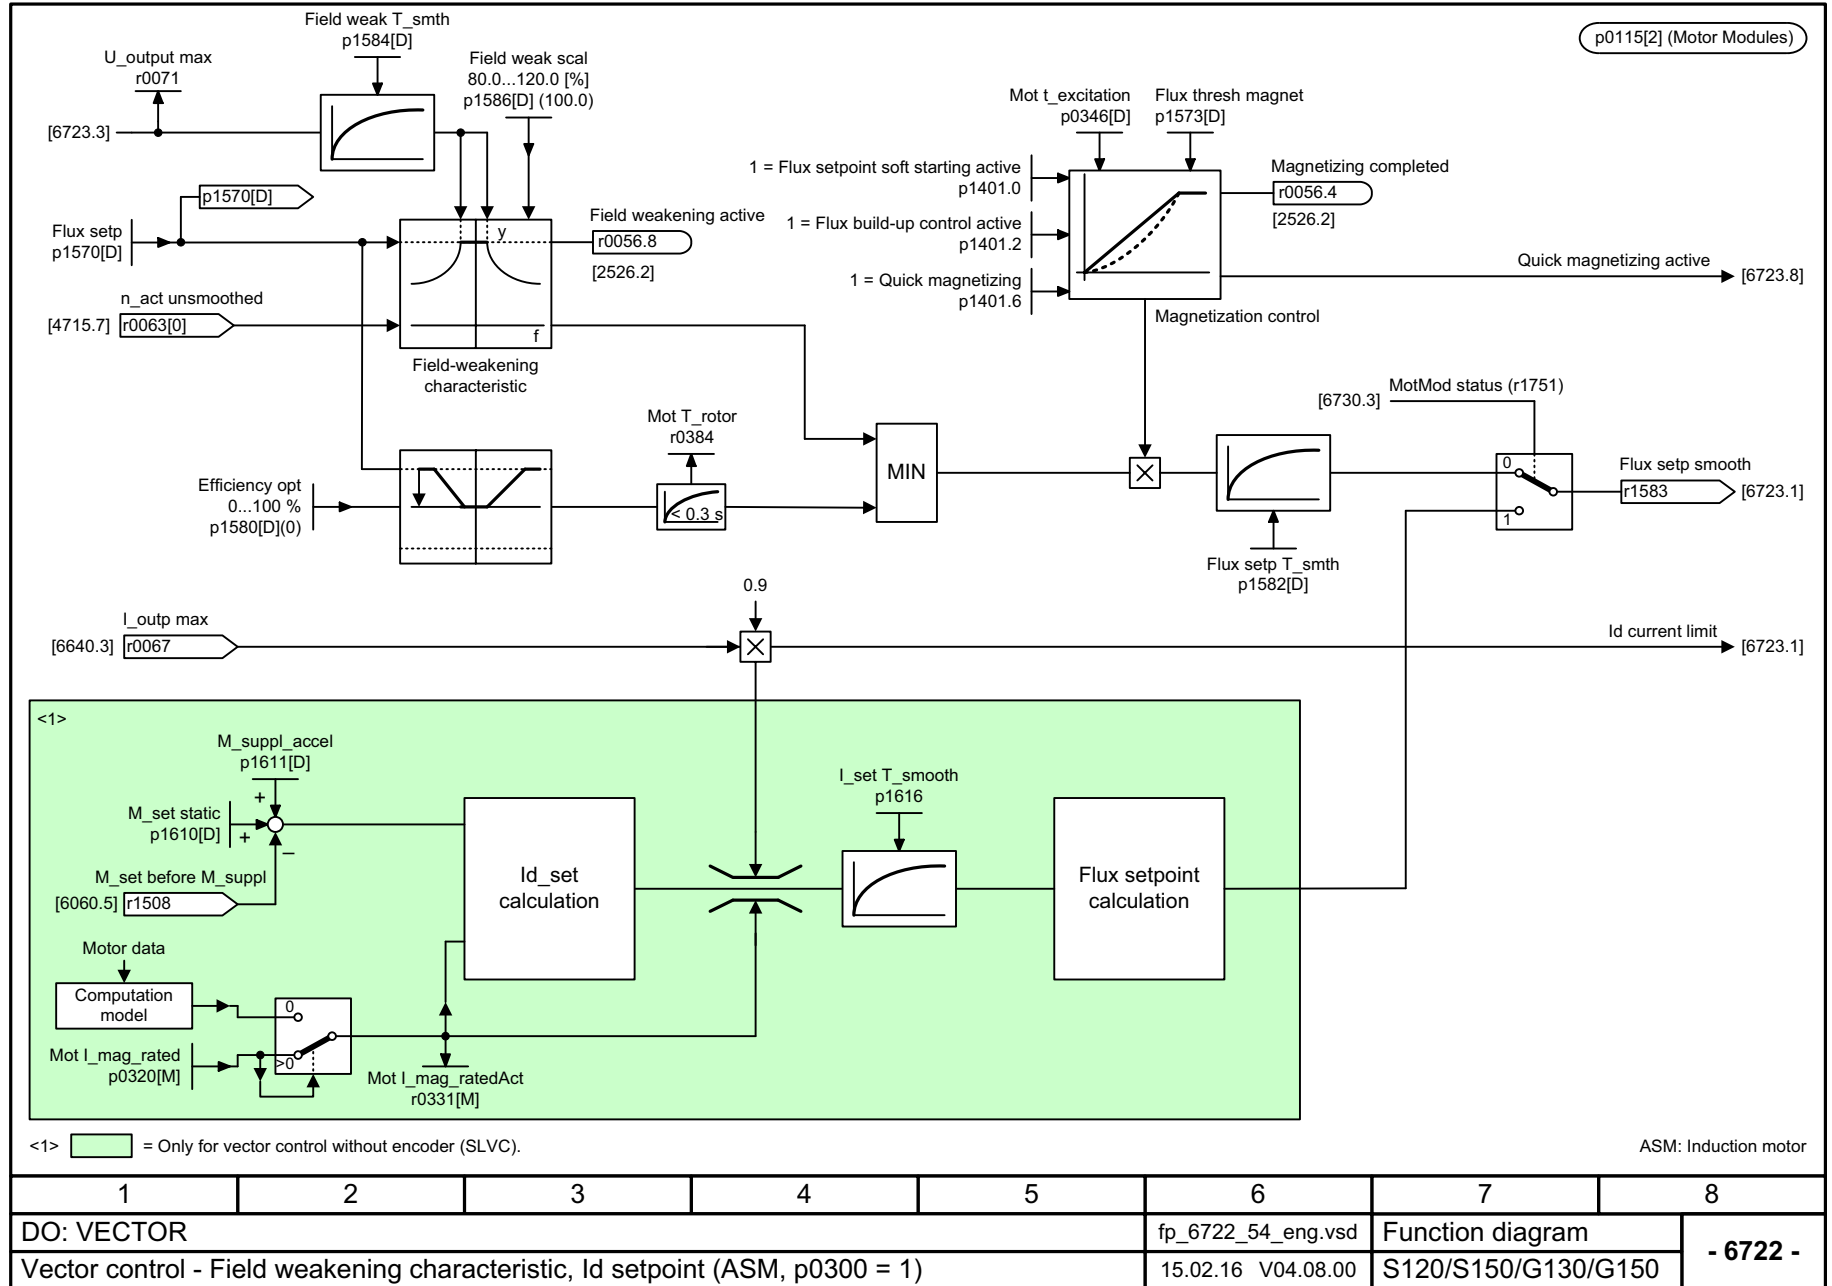 Field weak T_smth
p1584[D]
p0115[2] (Motor Modules)
U_output max
r0071
Field weak scal
80.0...120.0 [%]
p1586[D] (100.0)
[6723.3]
Mot t_excitation
p0346[D]
Flux thresh magnet
p1573[D]
1 = Flux setpoint soft starting active
p1401.0
Magnetizing completed
r0056.4
[2526.2]
p1570[D]
Flux setp
p1570[D]
y
Field weakening active
r0056.8
[2526.2]
1 = Flux build-up control active
p1401.2
Quick magnetizing active
[6723.8]
1 = Quick magnetizing
p1401.6
n_act unsmoothed
[4715.7]
r0063[0]
f
Magnetization control
Field-weakening
characteristic
MotMod status (r1751)
[6730.3]
Mot T_rotor
r0384
MIN
0
Flux setp smooth
r1583
[6723.1]
1
Efficiency opt
0...100 %
p1580[D](0)
< 0.3 s
Flux setp T_smth
p1582[D]
0.9
I_outp max
[6640.3]
r0067
Id current limit
[6723.1]
<1>
M_suppl_accel
p1611[D]
+
M_set static
p1610[D]
+
–
M_set before M_suppl
[6060.5]
r1508
I_set T_smooth
p1616
Id_set
calculation
Flux setpoint
calculation
Motor data
Computation
model
0
Mot I_mag_rated
p0320[M]
>0
Mot I_mag_ratedAct
r0331[M]
<1>
= Only for vector control without encoder (SLVC).
ASM: Induction motor
1 2 3 4 5 6 7 8
DO: VECTOR
fp_6722_54_eng.vsd
Function diagram
- 6722 -
Vector control - Field weakening characteristic, Id setpoint (ASM, p0300 = 1)
15.02.16 V04.08.00
S120/S150/G130/G150